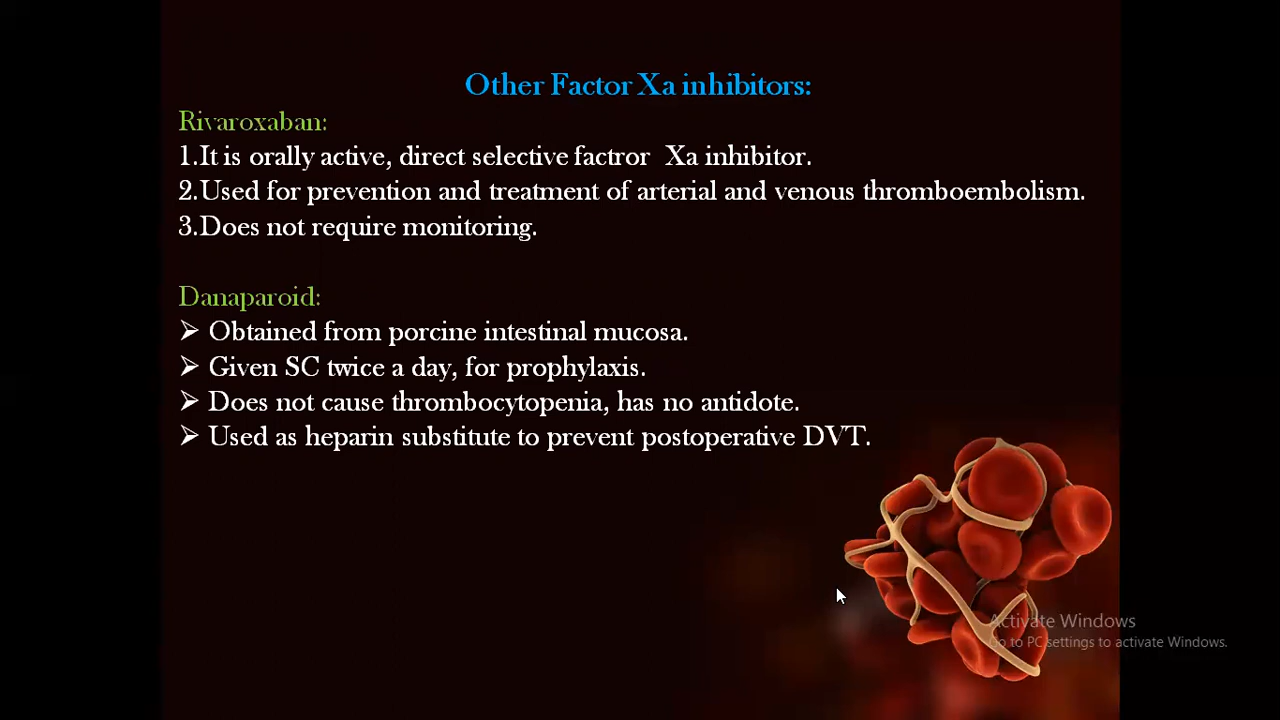 Other Factor Xa inhibitors:
Rivaroxaban:
1.It is orally active, direct selective factror  Xa inhibitor.
2.Used for prevention and treatment of arterial and venous thromboembolism.
3.Does not require monitoring.
Danaparoid:
➢ Obtained from porcine intestinal mucosa.
➢ Given SC twice a day, for prophylaxis.
➢ Does not cause thrombocytopenia, has no antidote.
➢ Used as heparin substitute to prevent postoperative DVT.
Activate Windows
Go to PC settings to activate Windows.